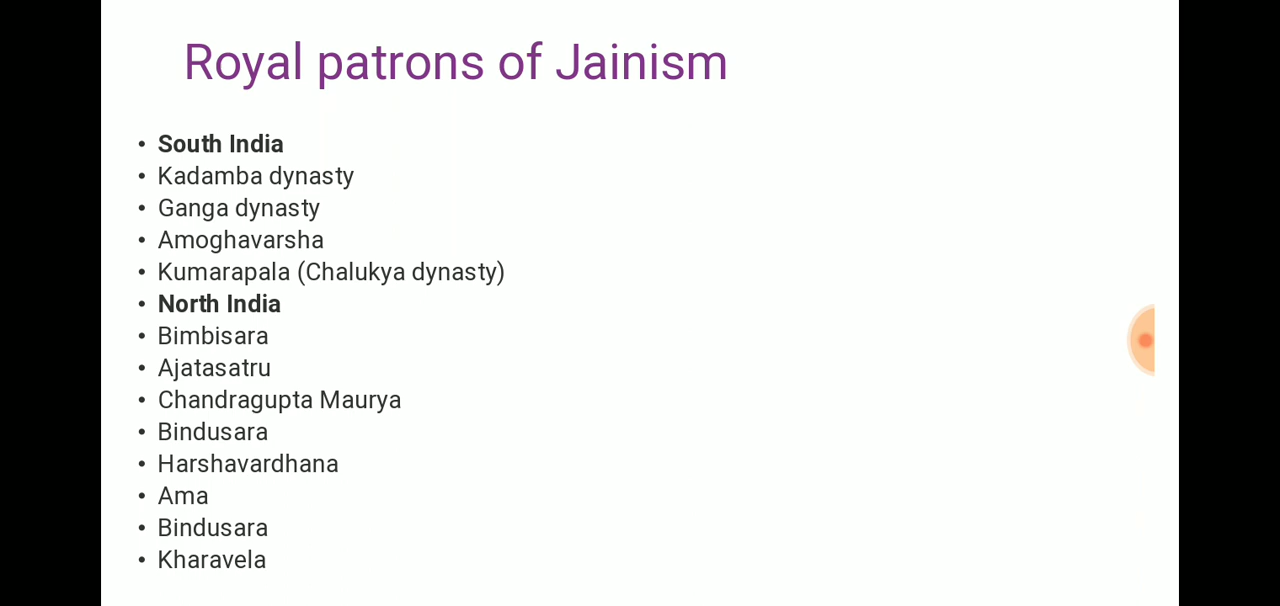 Royal patrons of Jainism
• South India
• Kadamba dynasty
• Ganga dynasty
• Amoghavarsha
• Kumarapala (Chalukya dynasty)
• North India
• Bimbisara
• Ajatasatru
• Chandragupta Maurya
• Bindusara
• Harshavardhana
• Ama
• Bindusara
• Kharavela